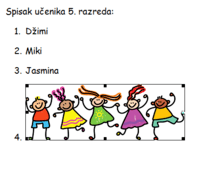 Spisak učenika 5. razreda:
1. Džimi
2. Miki
3. Jasmina
4.